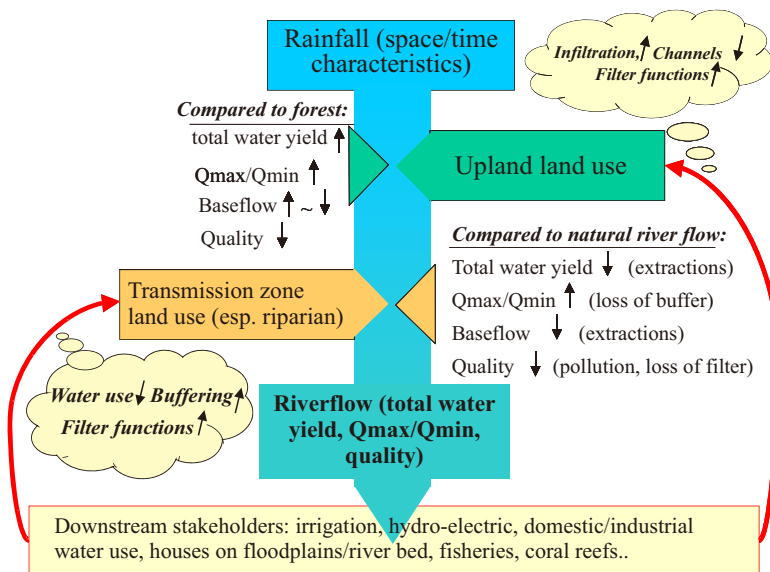 Rainfall (space/time
characteristics)
Infiltration,↑ Channels ↓
Filter functions ↑
Compared to forest:
total water yield ↑
Qmax/Qmin ↑
Baseflow ↑ ~ ↓
Quality ↓
Upland land use
Compared to natural river flow:
Total water yield ↓ (extractions)
Qmax/Qmin ↑ (loss of buffer)
Baseflow ↓ (extractions)
Quality ↓ (pollution, loss of filter)
Transmission zone
land use (esp. riparian)
Water use ↓ Buffering ↑
Filter functions ↑
Riverflow (total water
yield, Qmax/Qmin,
quality)
Downstream stakeholders: irrigation, hydro-electric, domestic/industrial
water use, houses on floodplains/river bed, fisheries, coral reefs..